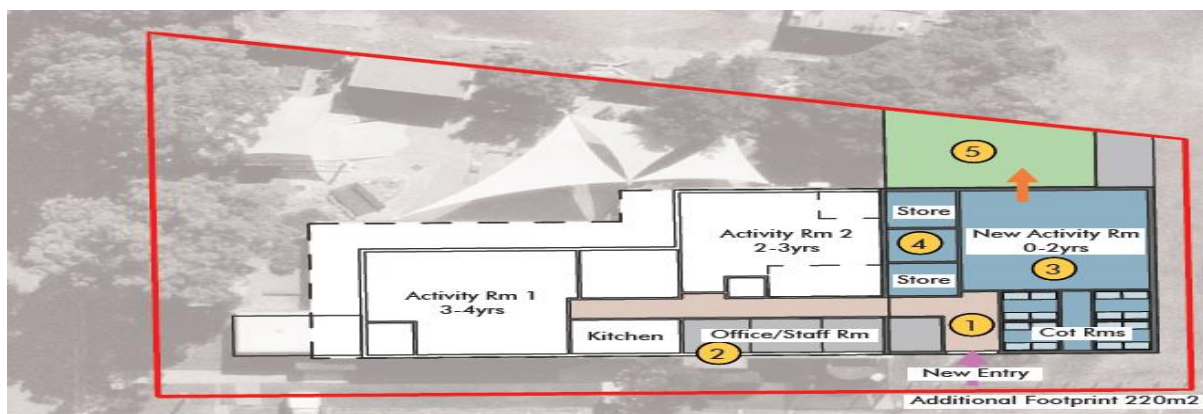 5
Store
Activity Rm 2
2-3yrs
New Activity Rm
0-2yrs
4
3
Store
Activity Rm 1
3-4yrs
1
Kitchen
Office/Staff Rm
Cot Rms
2
New Entry
Additional Footprint 220m2